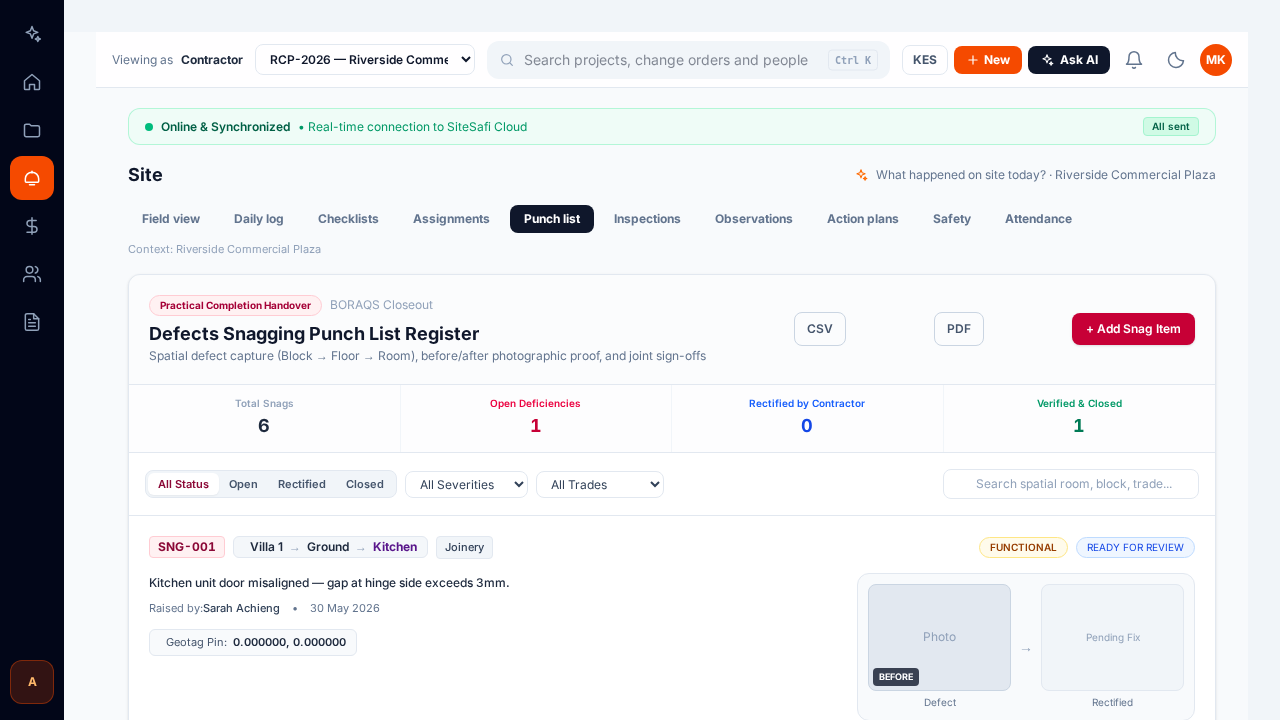 Viewing as Contractor
RCP-2026 — Riverside Comme
Search projects, change orders and people
Ctrl K
KES
+ New
Ask AI
MK
Online & Synchronized • Real-time connection to SiteSafi Cloud
All sent
Site
What happened on site today? · Riverside Commercial Plaza
Field view
Daily log
Checklists
Assignments
Punch list
Inspections
Observations
Action plans
Safety
Attendance
Context: Riverside Commercial Plaza
Practical Completion Handover
BORAQS Closeout
Defects Snagging Punch List Register
Spatial defect capture (Block → Floor → Room), before/after photographic proof, and joint sign-offs
CSV
PDF
+ Add Snag Item
Total Snags
6
Open Deficiencies
1
Rectified by Contractor
0
Verified & Closed
1
All Status
Open
Rectified
Closed
All Severities
All Trades
Search spatial room, block, trade...
SNG-001
Villa 1 → Ground → Kitchen
Joinery
FUNCTIONAL
READY FOR REVIEW
Kitchen unit door misaligned — gap at hinge side exceeds 3mm.
Raised by:Sarah Achieng • 30 May 2026
Geotag Pin: 0.000000, 0.000000
Photo
BEFORE
Defect
→
Pending Fix
Rectified
A